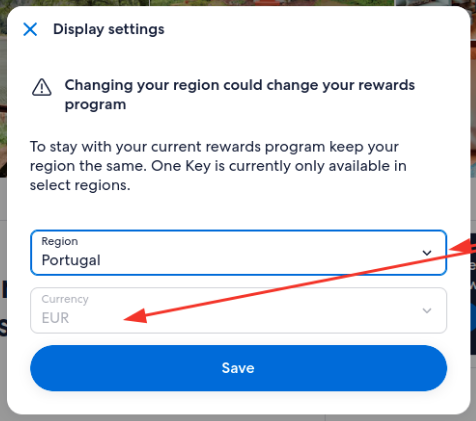 Display settings
Changing your region could change your rewards
program
To stay with your current rewards program keep your
region the same. One Key is currently only available in
select regions.
Region
Portugal
Currency
EUR
Save